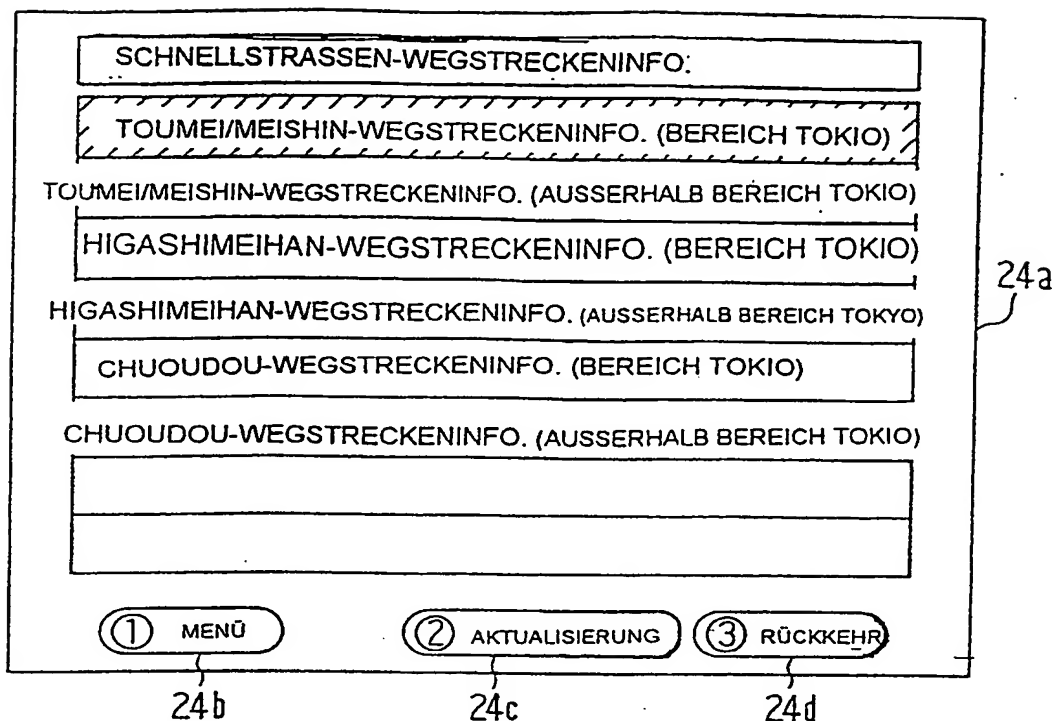 SCHNELLSTRASSEN-WEGSTRECKENINFO:
TOUMEI/MEISHIN-WEGSTRECKENINFO. (BEREICH TOKIO)
TOUMEI/MEISHIN-WEGSTRECKENINFO. (AUSSERHALB BEREICH TOKIO)
HIGASHIMEIHAN-WEGSTRECKENINFO. (BEREICH TOKIO)
24a
HIGASHIMEIHAN-WEGSTRECKENINFO. (AUSSERHALB BEREICH TOKYO)
CHUOUDOU-WEGSTRECKENINFO. (BEREICH TOKIO)
CHUOUDOU-WEGSTRECKENINFO. (AUSSERHALB BEREICH TOKIO)
① MENÜ ② AKTUALISIERUNG ③ RÜCKKEHR
24b 24c 24d